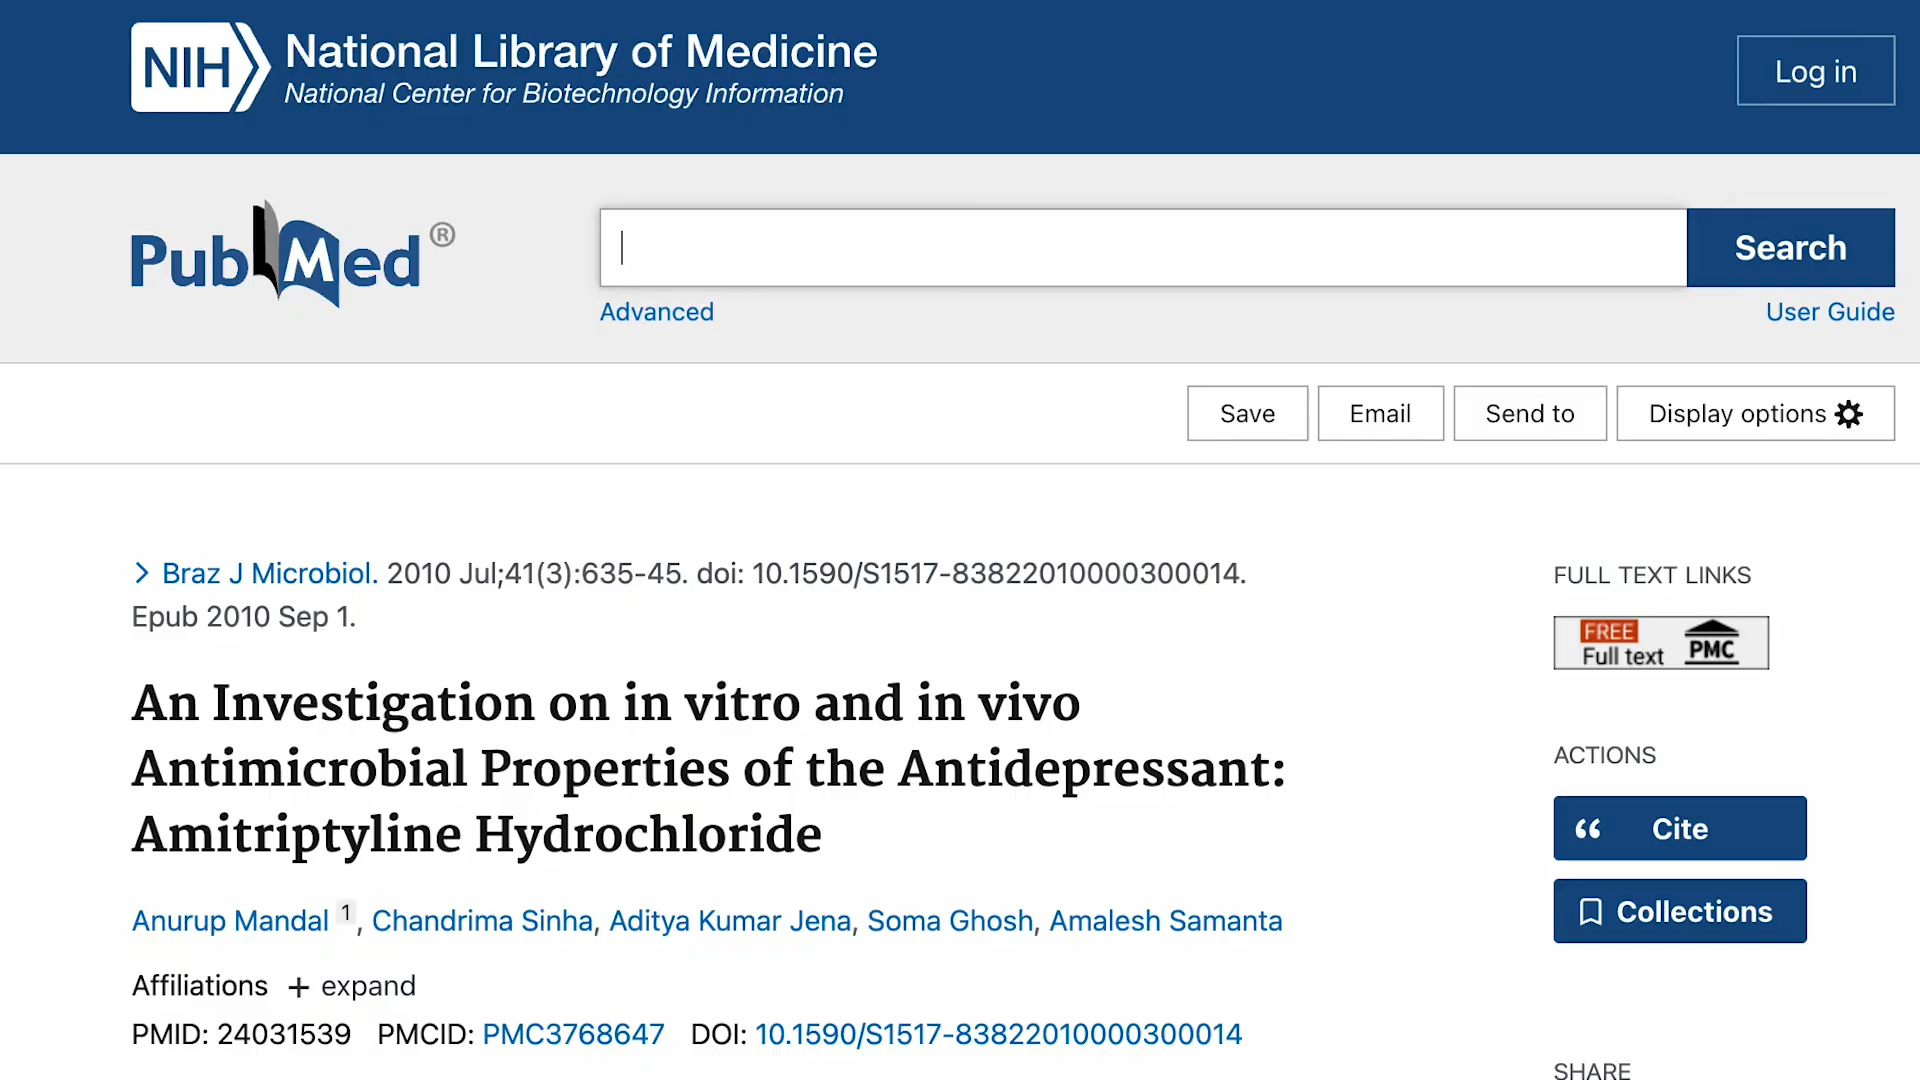 NIH National Library of Medicine
National Center for Biotechnology Information
Log in
PubMed®
Search
Advanced
User Guide
Save
Email
Send to
Display options
Braz J Microbiol. 2010 Jul;41(3):635-45. doi: 10.1590/S1517-83822010000300014.
Epub 2010 Sep 1.
An Investigation on in vitro and in vivo
Antimicrobial Properties of the Antidepressant:
Amitriptyline Hydrochloride
Anurup Mandal 1, Chandrima Sinha, Aditya Kumar Jena, Soma Ghosh, Amalesh Samanta
Affiliations + expand
PMID: 24031539 PMCID: PMC3768647 DOI: 10.1590/S1517-83822010000300014
FULL TEXT LINKS
FREE
Full text PMC
ACTIONS
Cite
Collections
SHARE